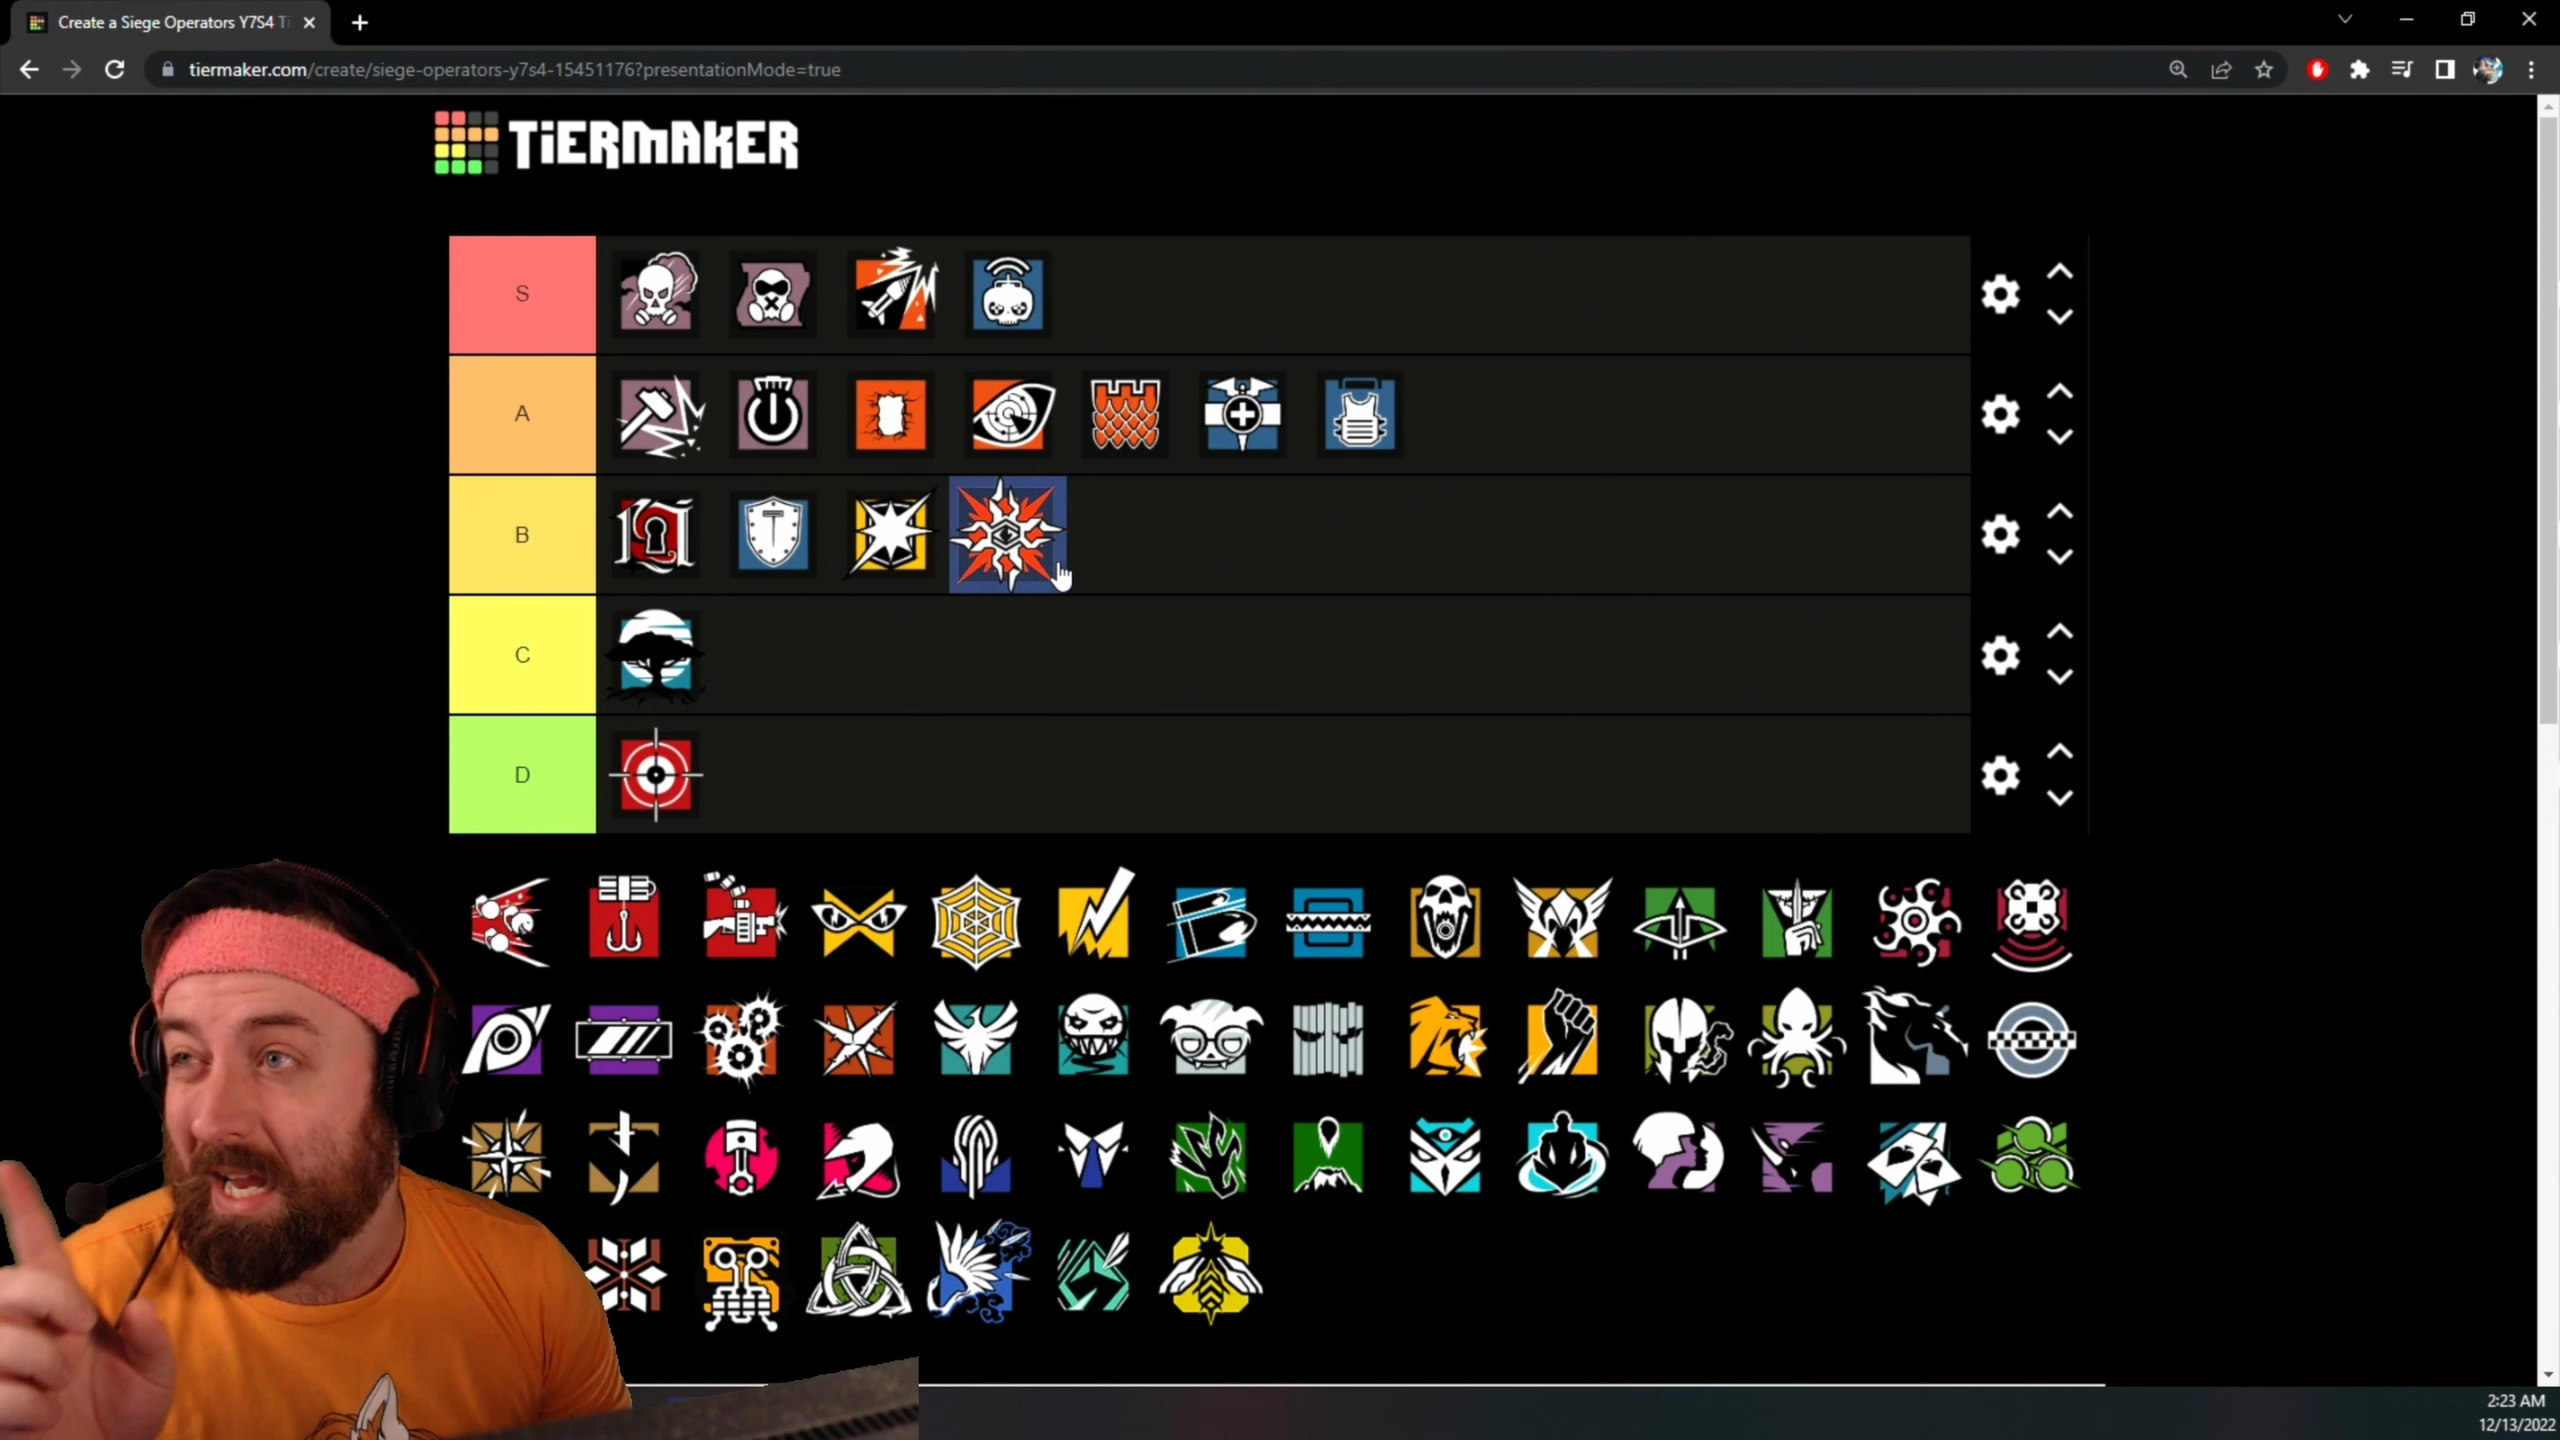 Create a Siege Operators Y7S4 Ti
tiermaker.com/create/siege-operators-y7s4-15451176?presentationMode=true
TiERMAKER
S
A
B
C
D
2:23 AM
12/13/2022